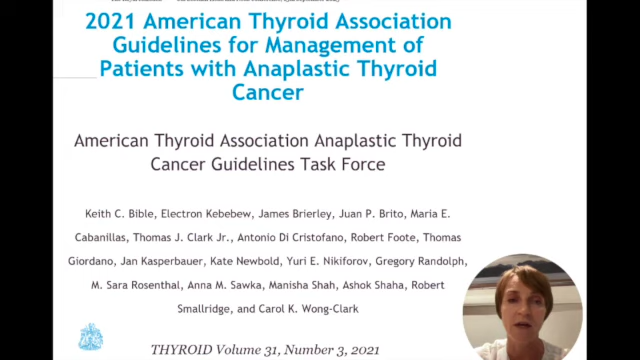 2021 American Thyroid Association
Guidelines for Management of
Patients with Anaplastic Thyroid
Cancer
American Thyroid Association Anaplastic Thyroid
Cancer Guidelines Task Force
Keith C. Bible, Electron Kebebew, James Brierley, Juan P. Brito, Maria E.
Cabanillas, Thomas J. Clark Jr., Antonio Di Cristofano, Robert Foote, Thomas
Giordano, Jan Kasperbauer, Kate Newbold, Yuri E. Nikiforov, Gregory Randolph,
M. Sara Rosenthal, Anna M. Sawka, Manisha Shah, Ashok Shaha, Robert
Smallridge, and Carol K. Wong-Clark
THYROID Volume 31, Number 3, 2021